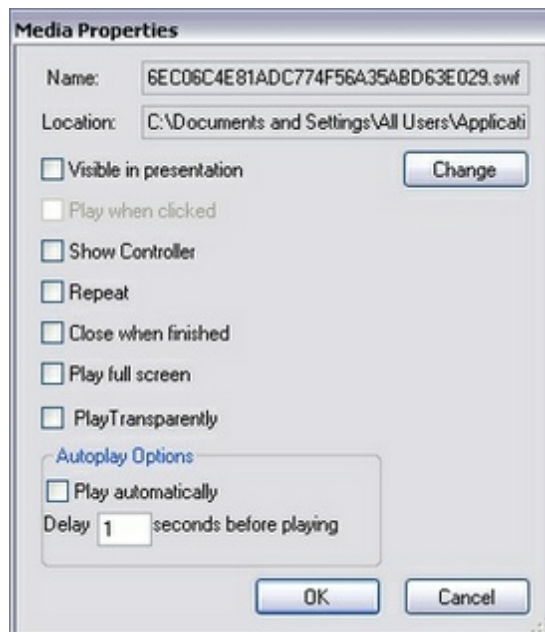 Media Properties
Name: 6EC06C4E81ADC774F56A35ABD63E029.swf
Location: C:\Documents and Settings\All Users\Applicati
Visible in presentation Change
Play when clicked
Show Controller
Repeat
Close when finished
Play full screen
PlayTransparently
Autoplay Options
Play automatically
Delay 1 seconds before playing
OK Cancel